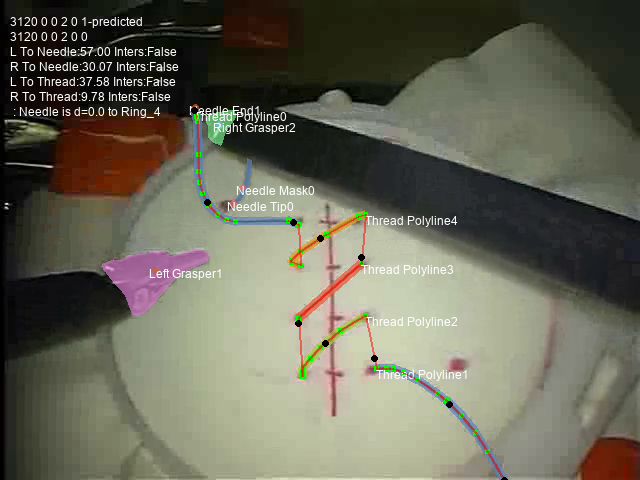 3120 0 0 2 0 1-predicted
3120 0 0 2 0 0
L To Needle:57.00 Inters:False
R To Needle:30.07 Inters:False
L To Thread:37.58 Inters:False
R To Thread:9.78 Inters:False
: Needle is d=0.0 to Ring_4
Needle End1
Thread Polyline0
Right Grasper2
Needle Mask0
Needle Tip0
Thread Polyline4
Left Grasper1
Thread Polyline3
Thread Polyline2
Thread Polyline1